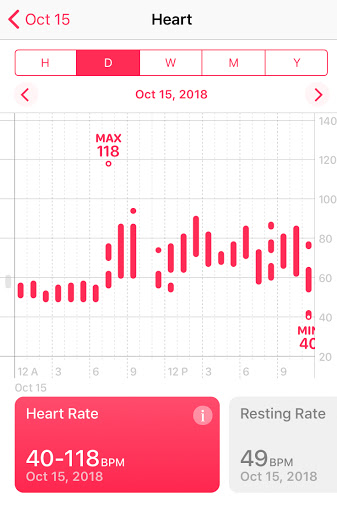 Oct 15
Heart
H D W M Y
Oct 15, 2018
140
MAX
118
120
100
80
60
40
MIN
40
20
12 A 3 6 9 12 P 3 6 9
Oct 15
Heart Rate
i
40-118BPM
Oct 15, 2018
Resting Rate
49BPM
Oct 15, 2018